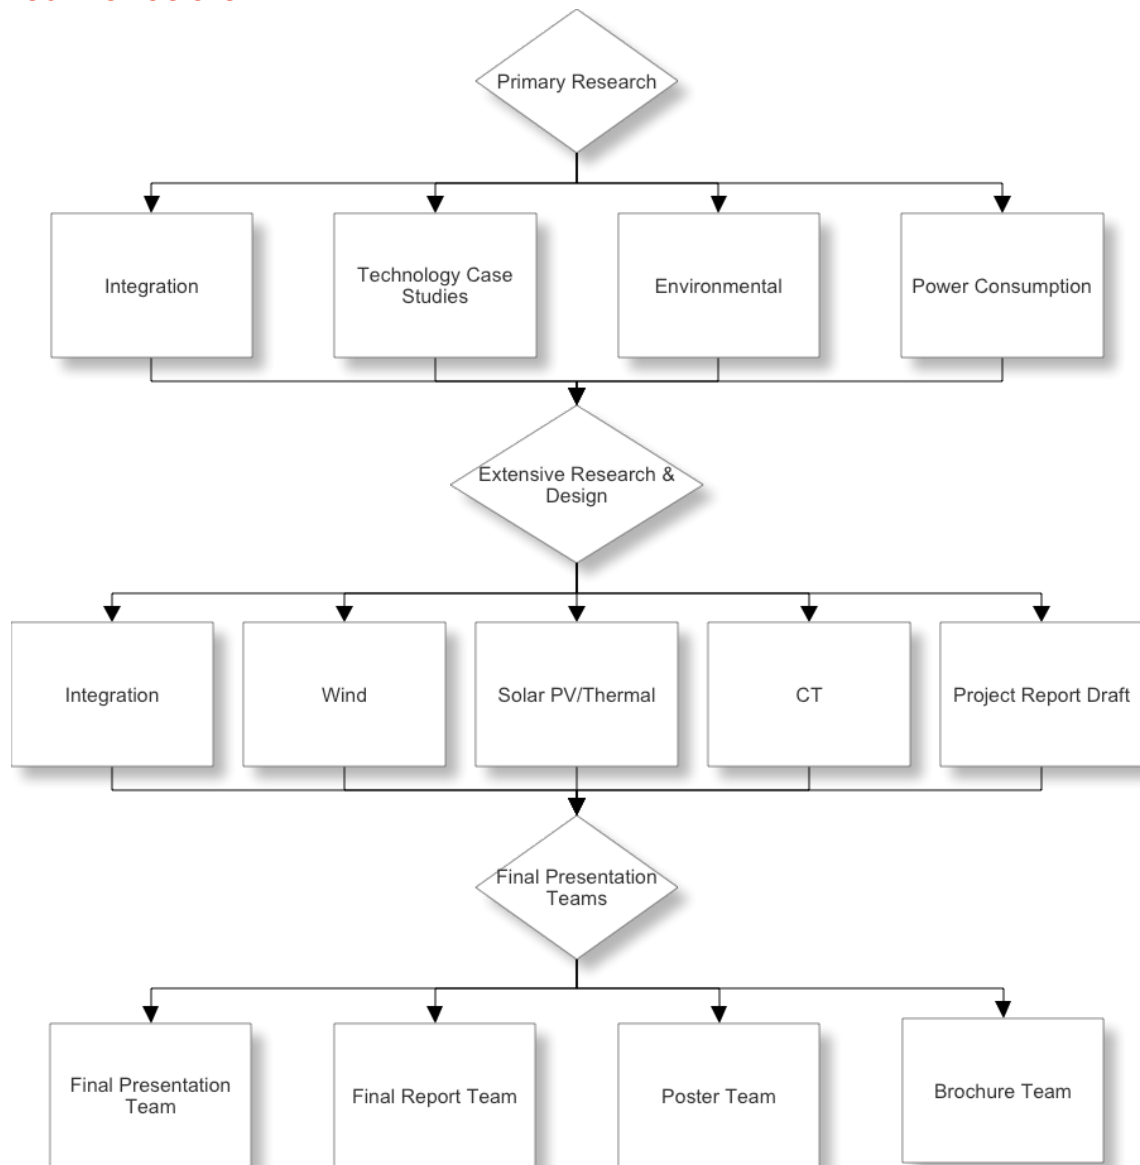 Primary Research
Integration
Technology Case
Studies
Environmental
Power Consumption
Extensive Research &
Design
Integration
Wind
Solar PV/Thermal
CT
Project Report Draft
Final Presentation
Teams
Final Presentation
Team
Final Report Team
Poster Team
Brochure Team